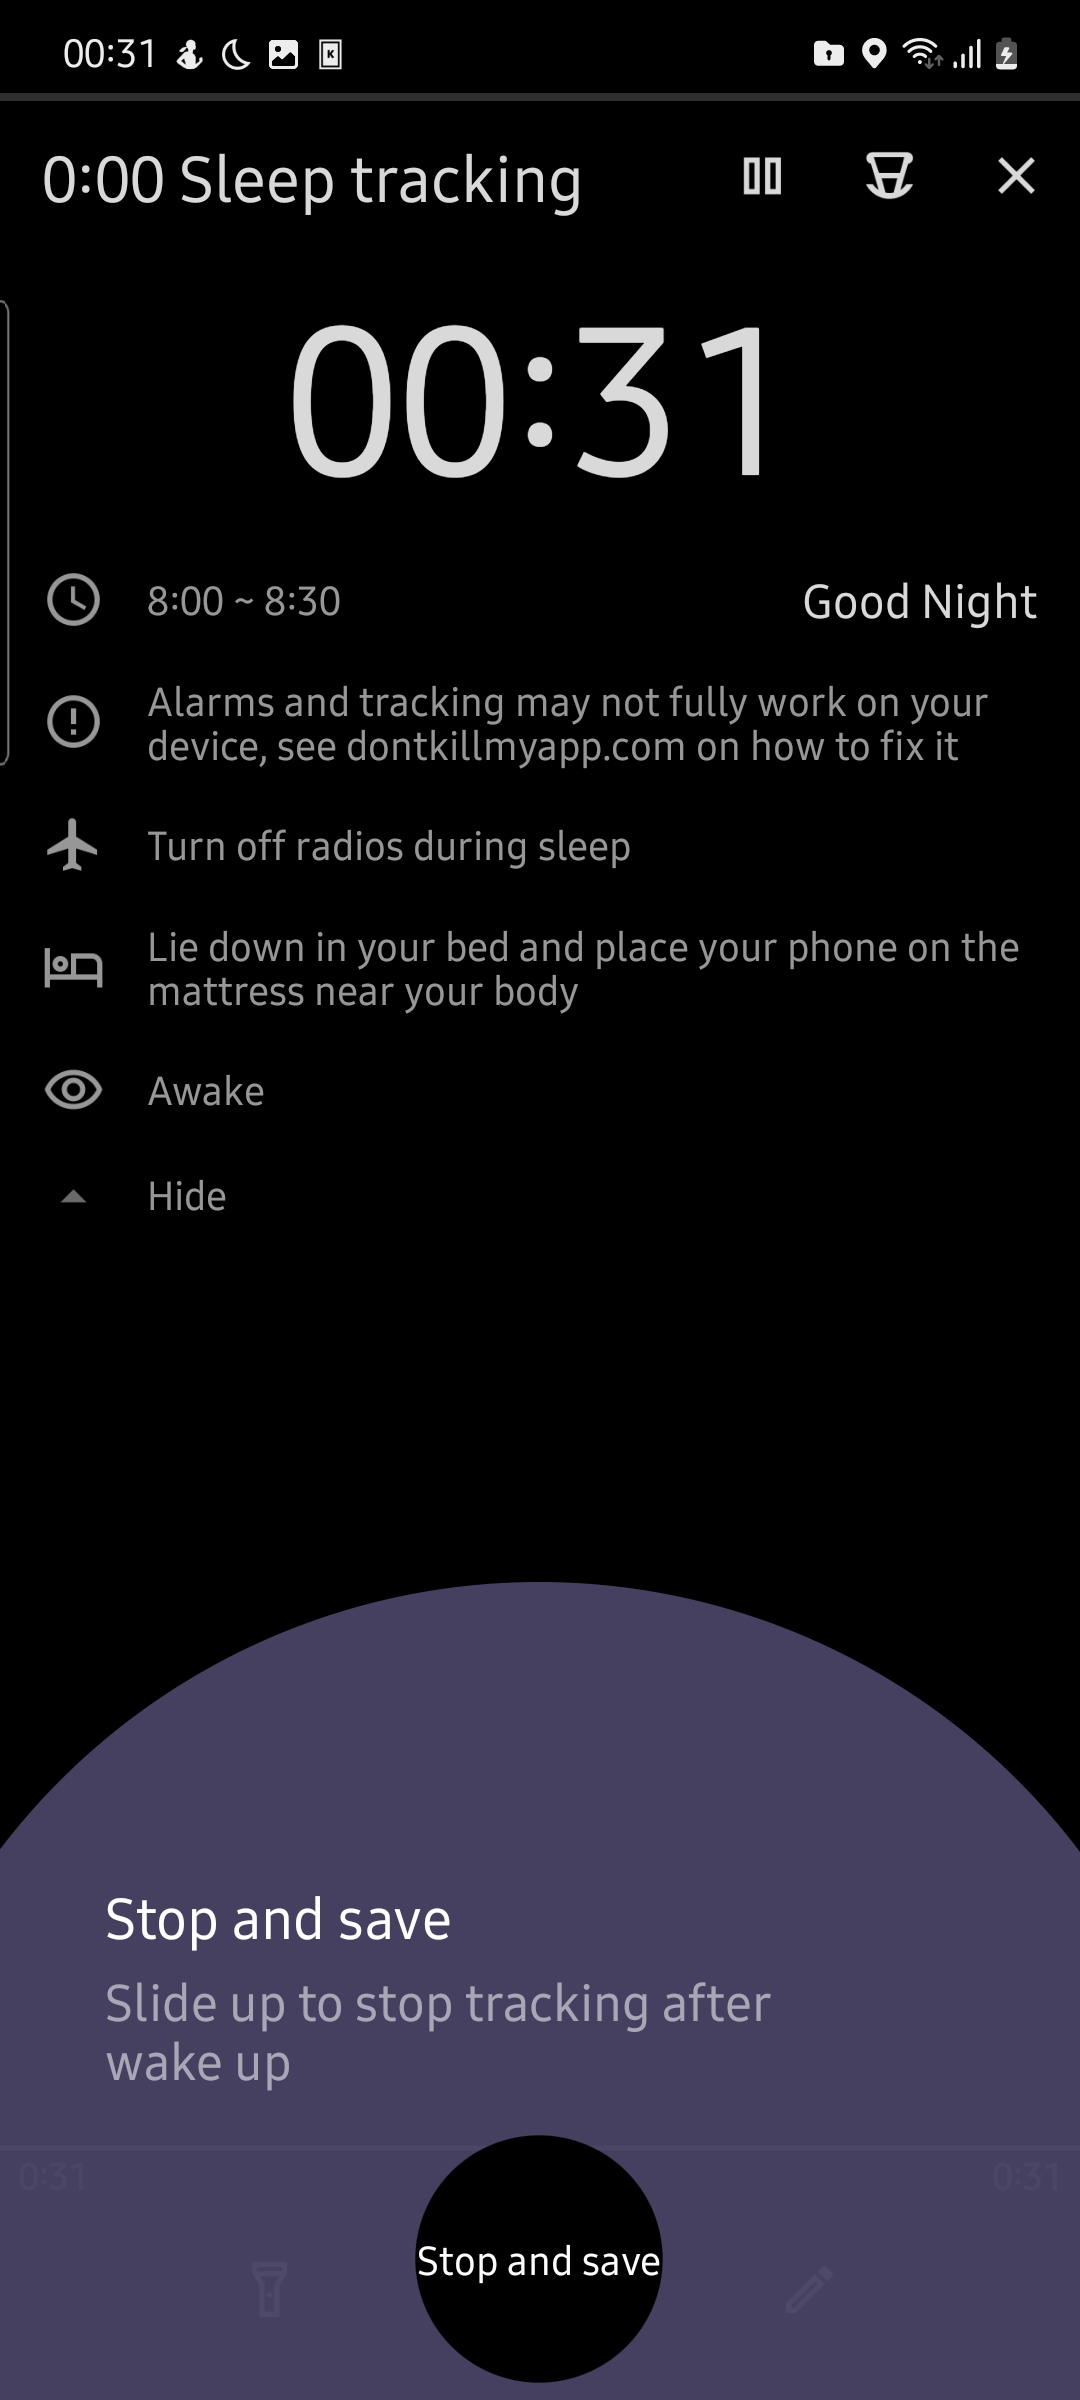 00:31
K
0:00 Sleep tracking
00:31
8:00 ~ 8:30
Good Night
Alarms and tracking may not fully work on your
device, see dontkillmyapp.com on how to fix it
Turn off radios during sleep
Lie down in your bed and place your phone on the
mattress near your body
Awake
Hide
Stop and save
Slide up to stop tracking after
wake up
0:31
0:31
Stop and save